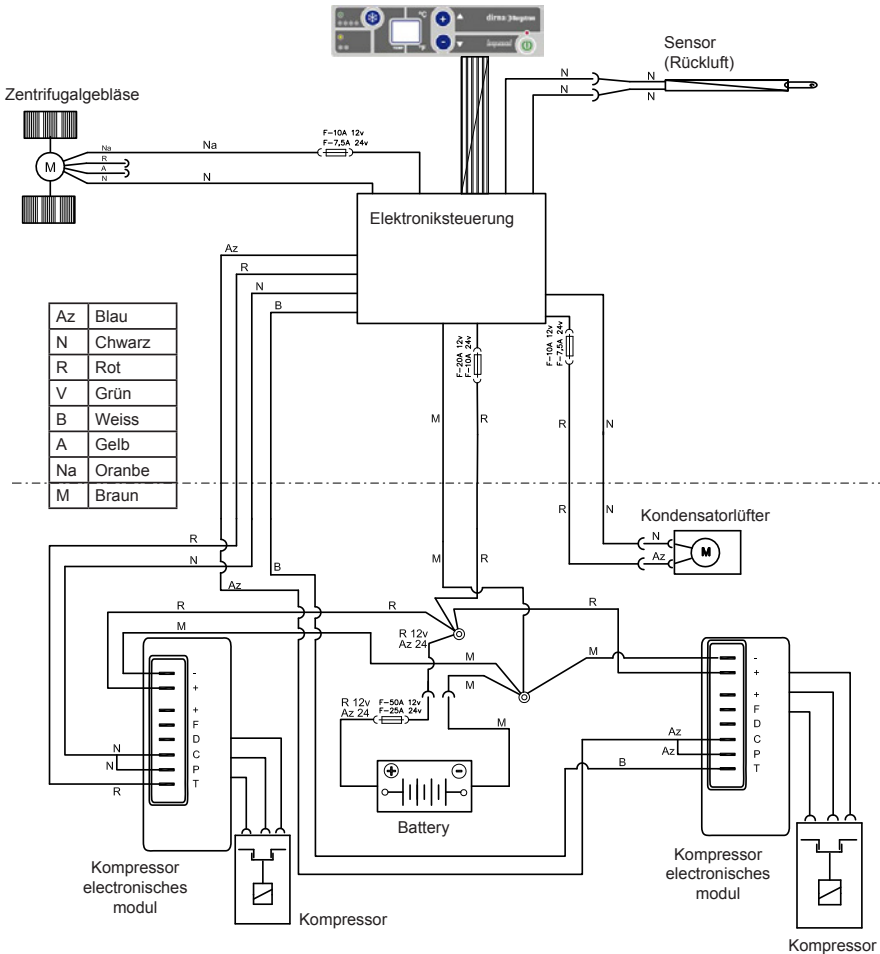 °C
°F
dirna Bergstrom
Sensor
(Rückluft)
N
N
N
N
Zentrifugalgebläse
M
Na
R
A
N
Na
N
F-10A 12v
F-7,5A 24v
Elektroniksteuerung
Az
R
N
B
Az Blau
N Chwarz
R Rot
V Grün
B Weiss
A Gelb
Na Oranbe
M Braun
F-20A 12v
F-10A 24v
F-10A 12v
F-7,5A 24v
M
R
R
N
R
N
Kondensatorlüfter
N
Az
M
R
N
B
Az
M
R
R
R
R
M
R 12v
Az 24
M
M
M
R 12v
Az 24
F-50A 12v
F-25A 24v
M
-
+
+
F
D
C
P
T
N
N
R
+
-
Battery
Az
Az
B
-
+
+
F
D
C
P
T
Kompressor
electronisches
modul
Kompressor
Kompressor
electronisches
modul
Kompressor